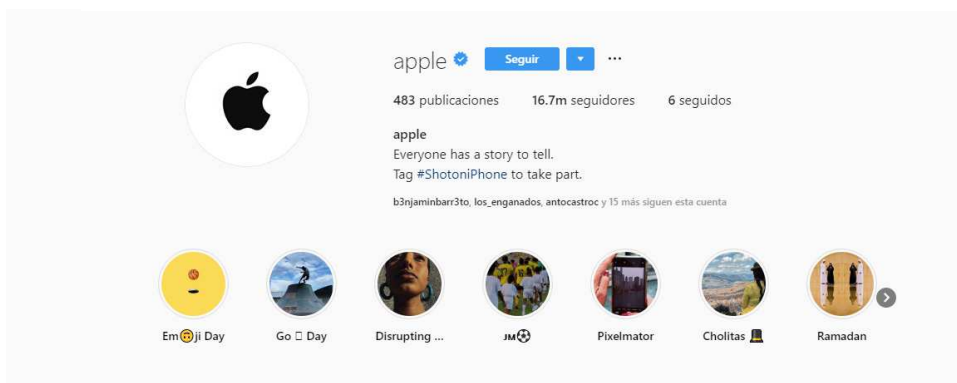 apple Seguir ...
483 publicaciones 16.7m seguidores 6 seguidos
apple
Everyone has a story to tell.
Tag #ShotoniPhone to take part.
b3njaminbarr3to, los_enganados, antocastroc y 15 más siguen esta cuenta
Em🙃ji Day Go ▯ Day Disrupting ... ᴊᴍ⚽ Pixelmator Cholitas 🎩 Ramadan